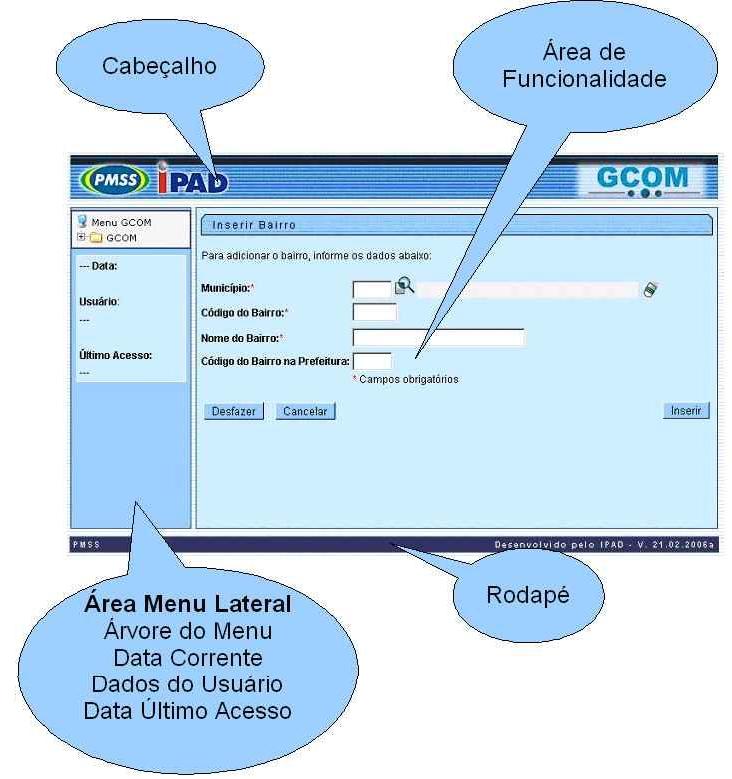 Cabeçalho
Área de
Funcionalidade
PMSS iPAD
GCOM
Menu GCOM
GCOM
--- Data:
Usuário:
---
Último Acesso:
---
Inserir Bairro
Para adicionar o bairro, informe os dados abaixo:
Município:*
Código do Bairro:*
Nome do Bairro:*
Código do Bairro na Prefeitura:
* Campos obrigatórios
Desfazer Cancelar Inserir
PMSS Desenvolvido pelo IPAD - V. 21.02.2006a
Rodapé
Área Menu Lateral
Árvore do Menu
Data Corrente
Dados do Usuário
Data Último Acesso